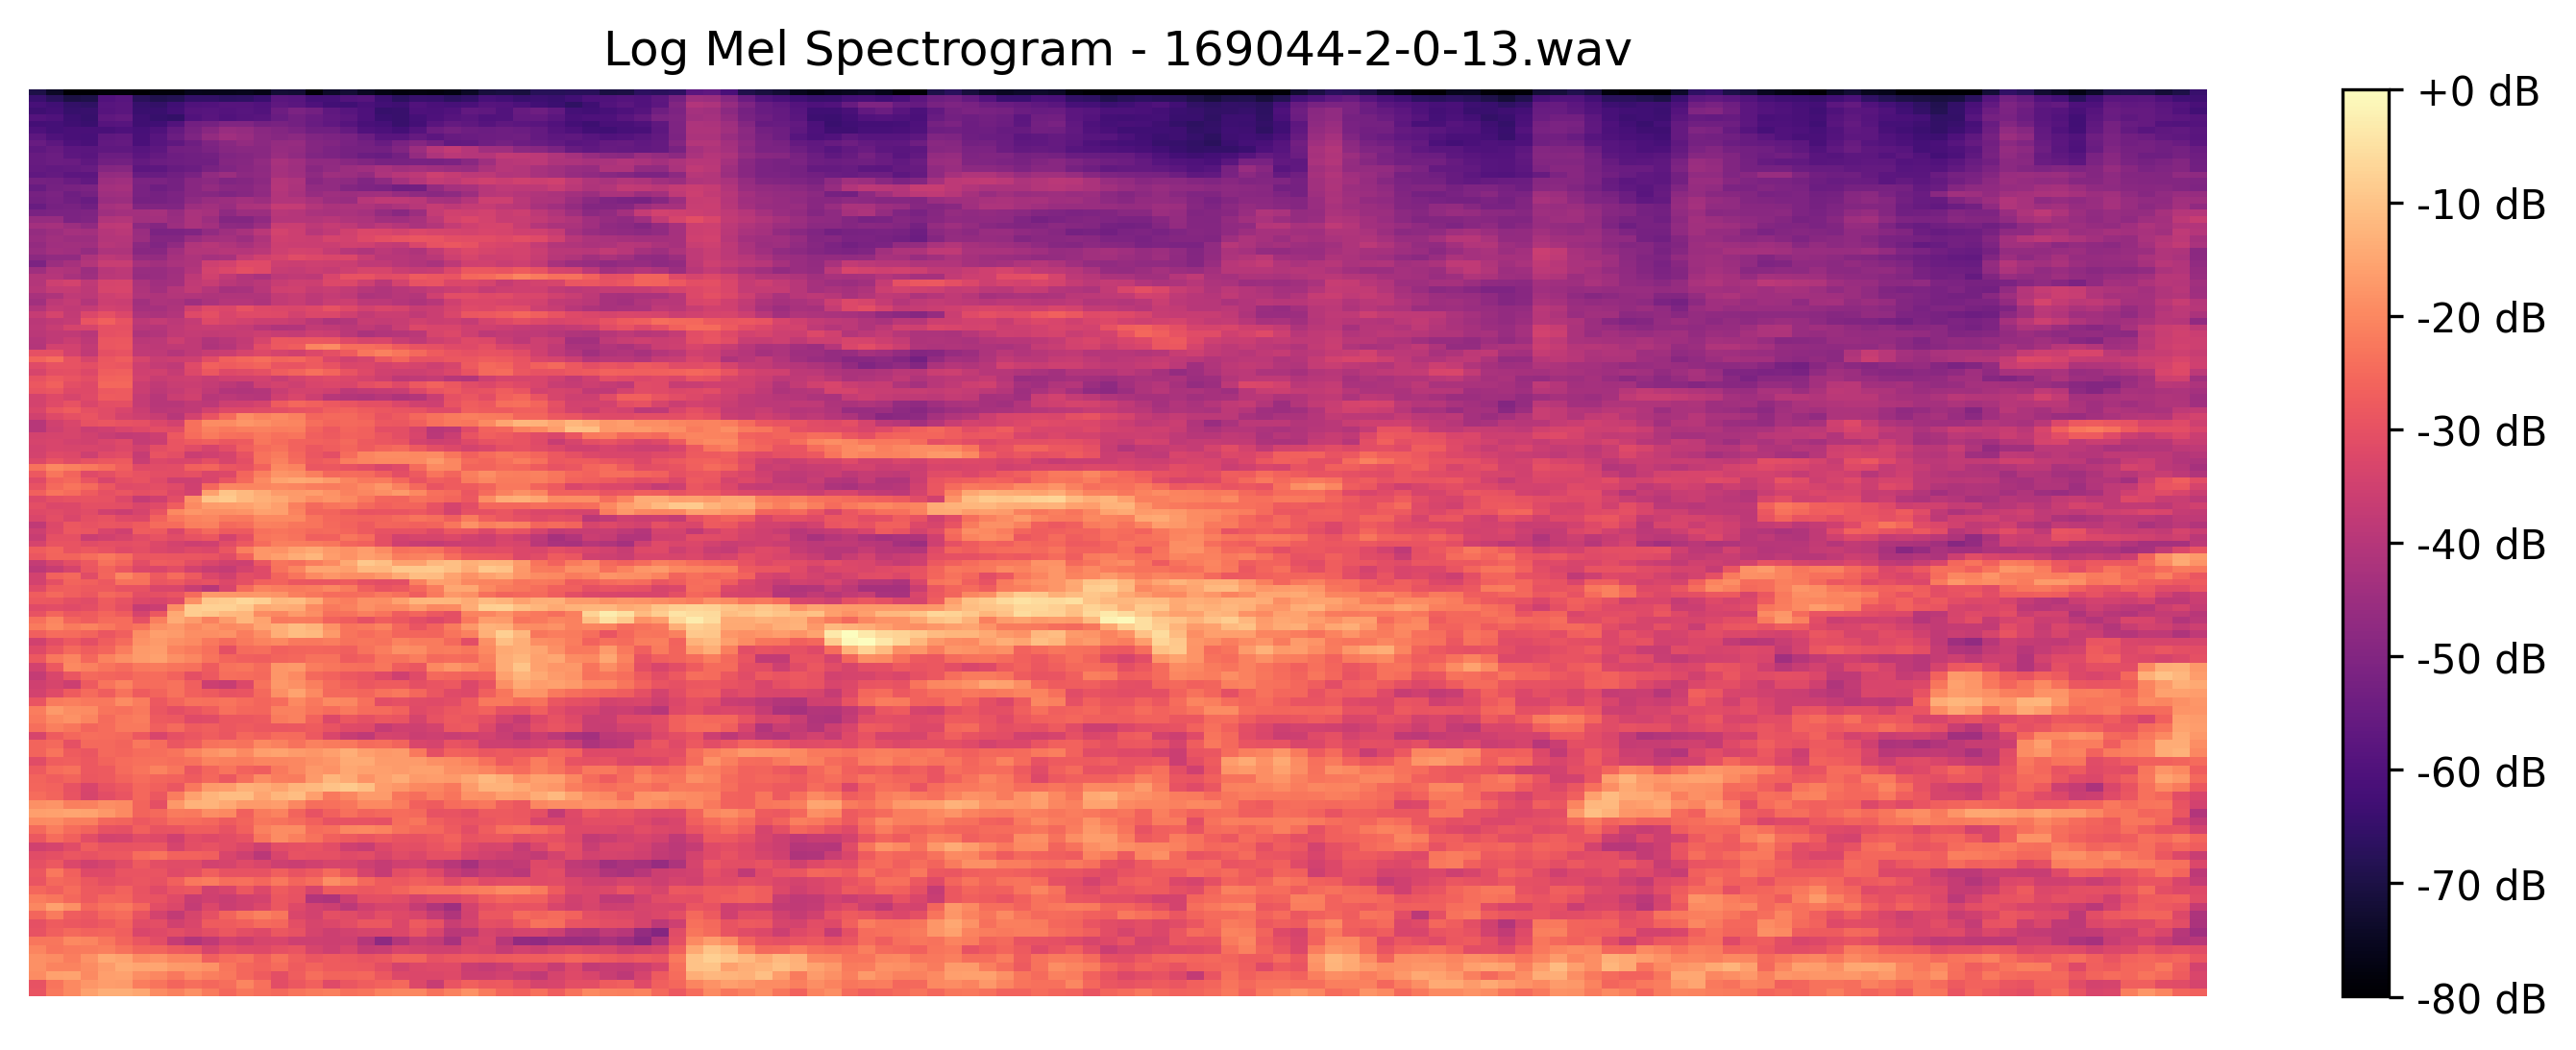 Log Mel Spectrogram - 169044-2-0-13.wav
+0 dB
-10 dB
-20 dB
-30 dB
-40 dB
-50 dB
-60 dB
-70 dB
-80 dB